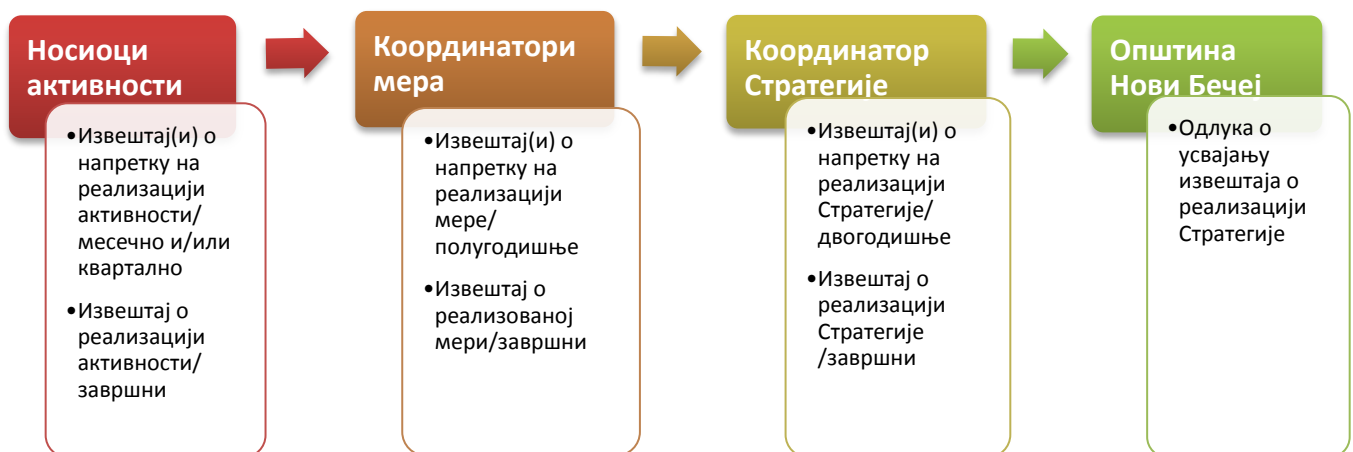 Носиоци
активности
•Извештај(и) о
напретку на
реализацији
активности/
месечно и/или
квартално
•Извештај о
реализацији
активности/
завршни
Координатори
мера
•Извештај(и) о
напретку на
реализацији
мере/
полугодишње
•Извештај о
реализованој
мери/завршни
Координатор
Стратегије
•Извештај(и) о
напретку на
реализацији
Стратегије/
двогодишње
•Извештај о
реализацији
Стратегије
/завршни
Општина
Нови Бечеј
•Одлука о
усвајању
извештаја о
реализацији
Стратегије